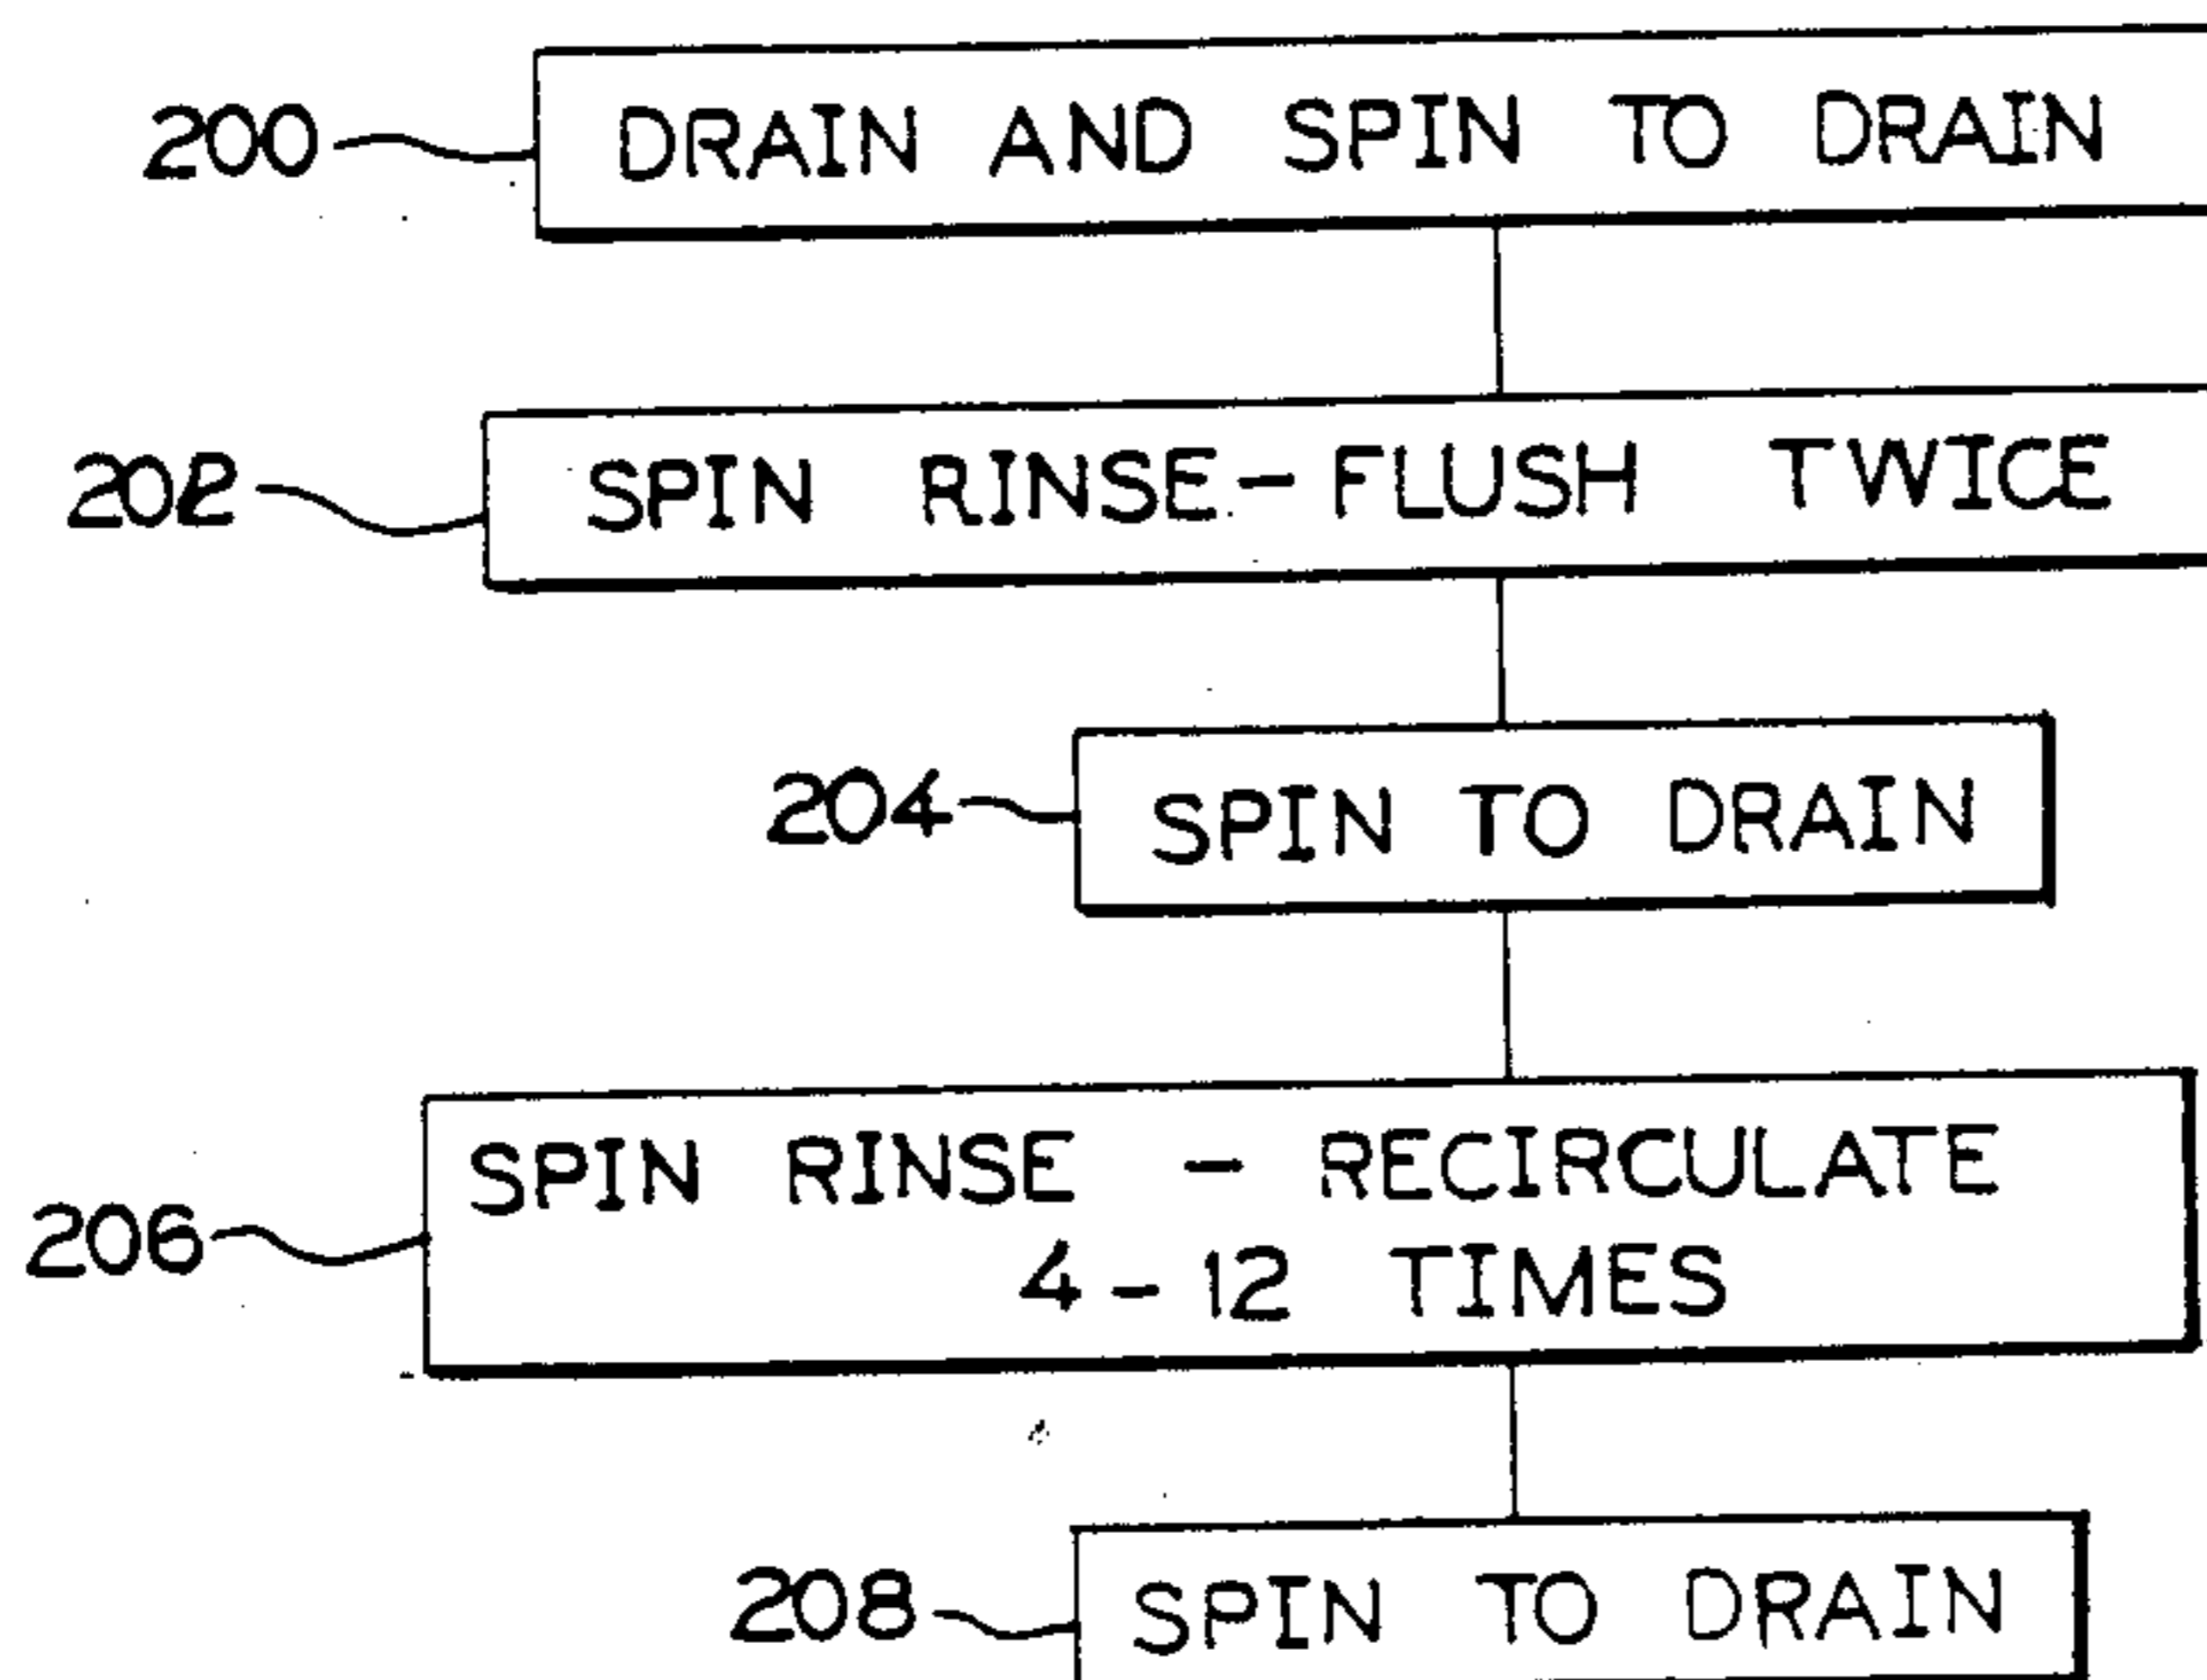 200 DRAIN AND SPIN TO DRAIN
202 SPIN RINSE-FLUSH TWICE
204 SPIN TO DRAIN
SPIN RINSE - RECIRCULATE
206
4-12 TIMES
208 SPIN TO DRAIN